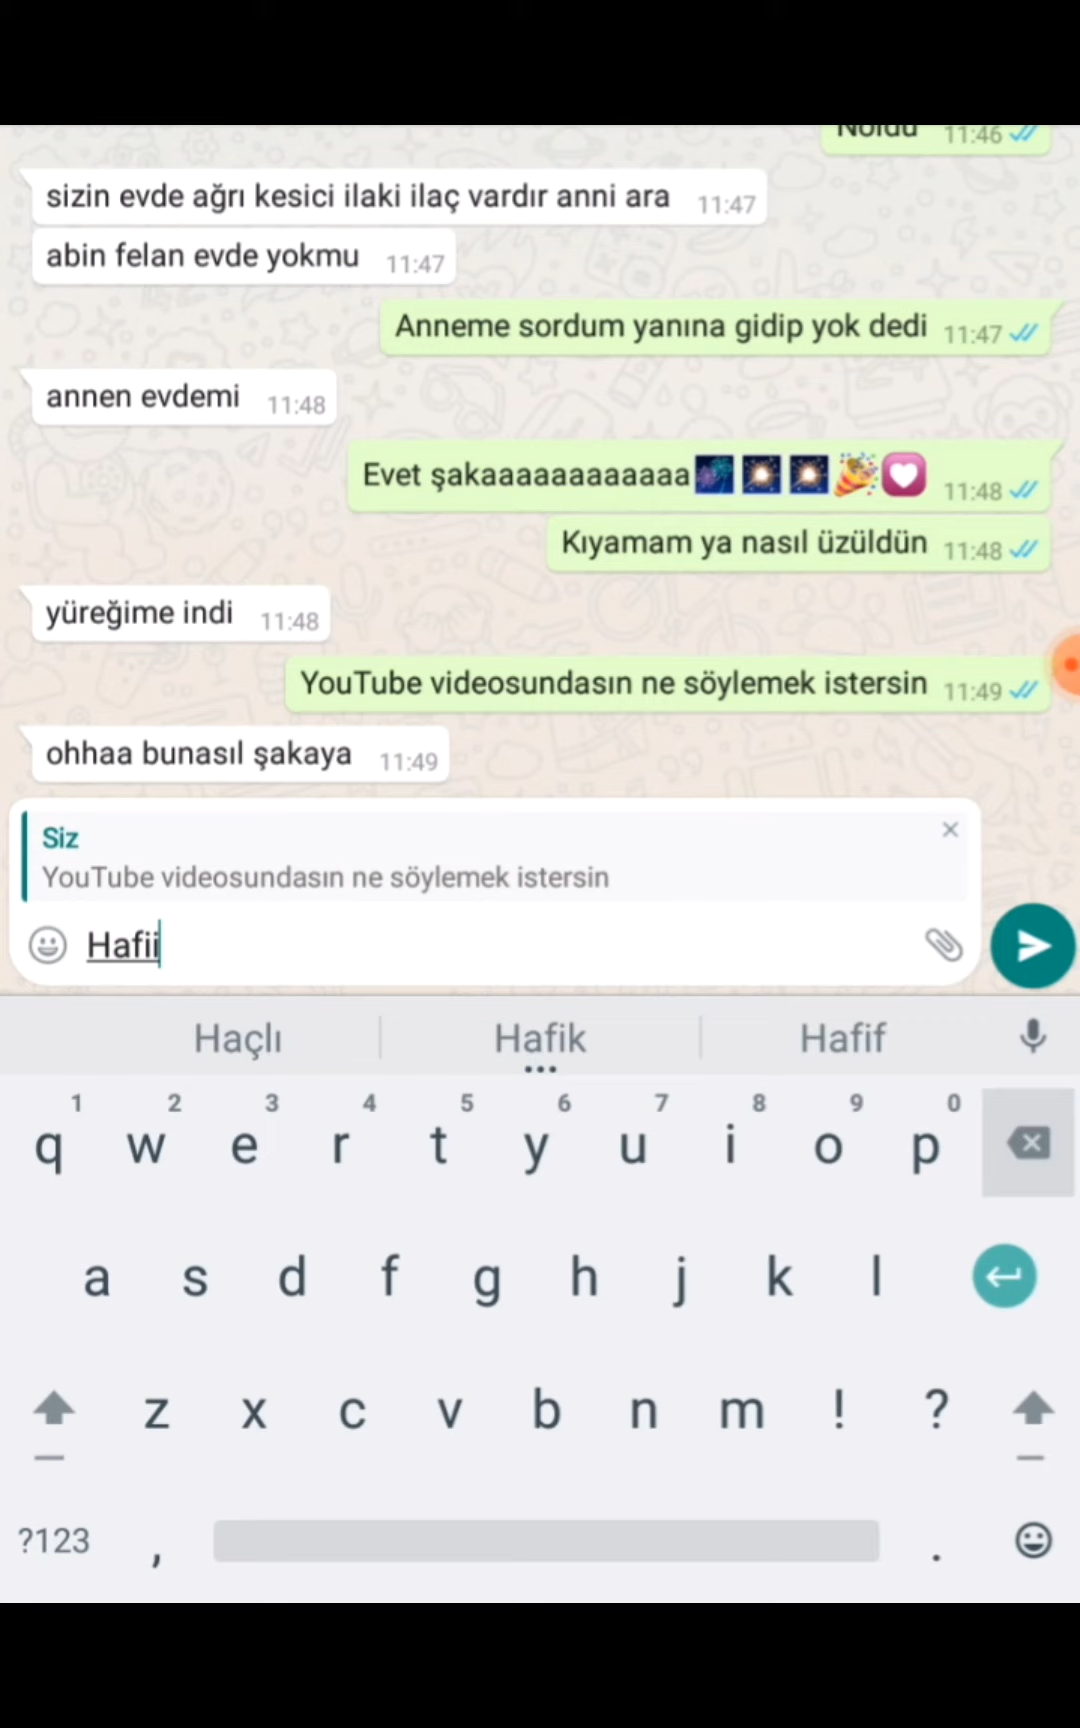 Noldu 11:46
sizin evde ağrı kesici ilaki ilaç vardır anni ara 11:47
abin felan evde yokmu 11:47
Anneme sordum yanına gidip yok dedi 11:47
annen evdemi 11:48
Evet şakaaaaaaaaaaaa🎆🎇🎇🎉💟 11:48
Kıyamam ya nasıl üzüldün 11:48
yüreğime indi 11:48
YouTube videosundasın ne söylemek istersin 11:49
ohhaa bunasıl şakaya 11:49
Siz
YouTube videosundasın ne söylemek istersin
Hafii
Haçlı Hafik Hafif
1 2 3 4 5 6 7 8 9 0
q w e r t y u i o p
a s d f g h j k l
z x c v b n m ! ?
?123 , .